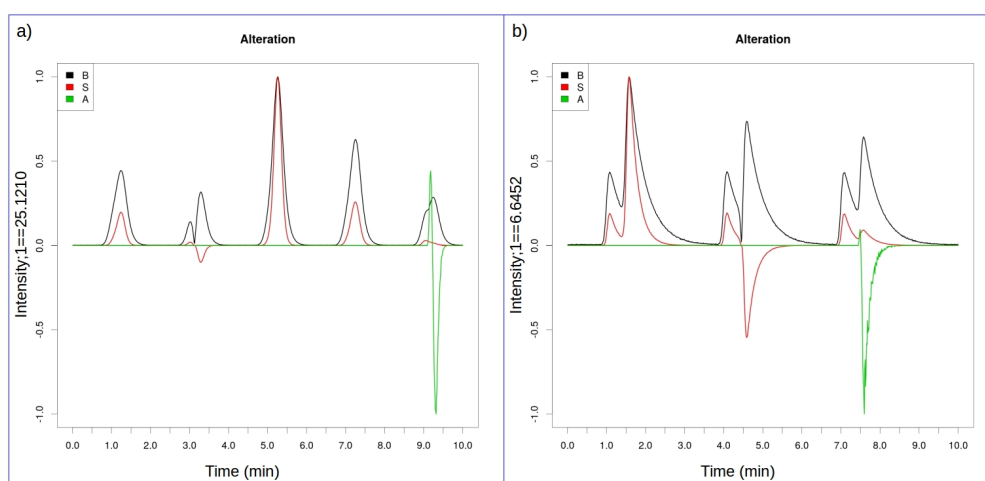 a)
Alteration
B
S
A
1.0
0.5
0.0
-0.5
-1.0
Intensity;1==25.1210
0.0 1.0 2.0 3.0 4.0 5.0 6.0 7.0 8.0 9.0 10.0
Time (min)
b)
Alteration
B
S
A
1.0
0.5
0.0
-0.5
-1.0
Intensity;1==6.6452
0.0 1.0 2.0 3.0 4.0 5.0 6.0 7.0 8.0 9.0 10.0
Time (min)